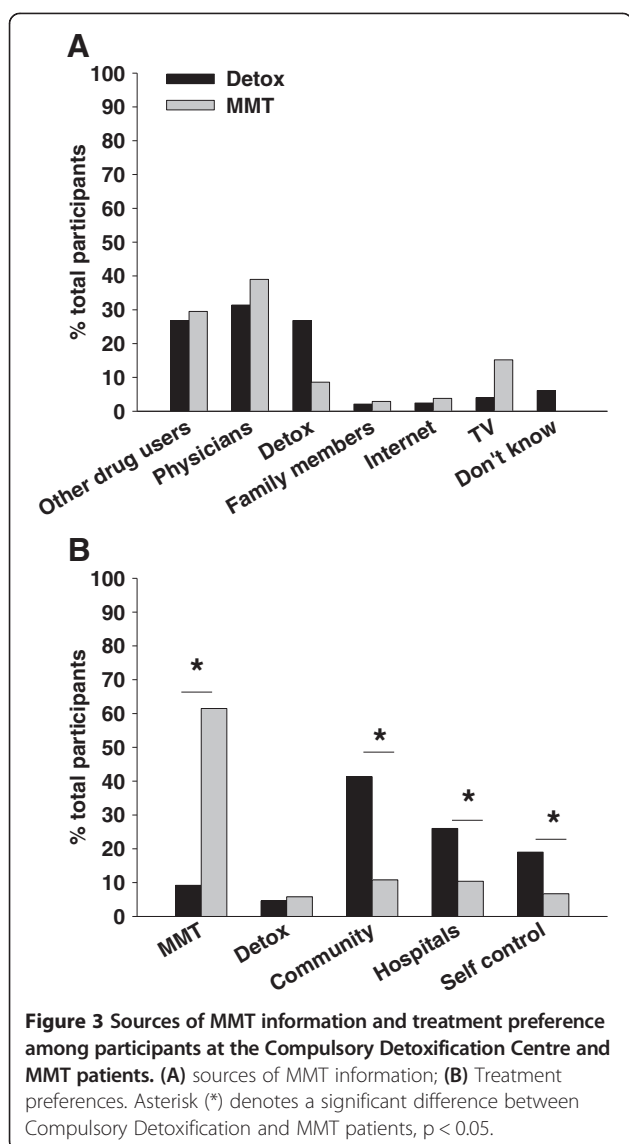 A
Detox
MMT
% total participants
100
90
80
70
60
50
40
30
20
10
0
Other drug users
Physicians
Detox
Family members
Internet
TV
Don't know
B
% total participants
100
90
80
70
60
50
40
30
20
10
0
*
*
*
*
MMT
Detox
Community
Hospitals
Self control
Figure 3 Sources of MMT information and treatment preference
among participants at the Compulsory Detoxification Centre and
MMT patients. (A) sources of MMT information; (B) Treatment
preferences. Asterisk (*) denotes a significant difference between
Compulsory Detoxification and MMT patients, p < 0.05.